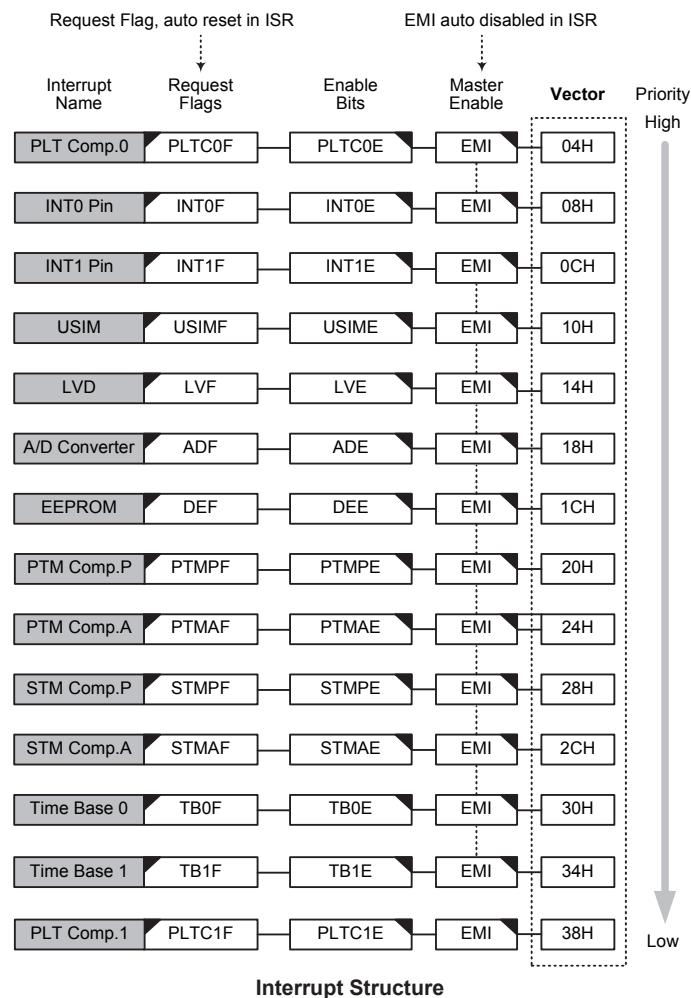 Request Flag, auto reset in ISR EMI auto disabled in ISR
Interrupt Name Request Flags Enable Bits Master Enable Vector Priority
High
PLT Comp.0 PLTC0F PLTC0E EMI 04H
INT0 Pin INT0F INT0E EMI 08H
INT1 Pin INT1F INT1E EMI 0CH
USIM USIMF USIME EMI 10H
LVD LVF LVE EMI 14H
A/D Converter ADF ADE EMI 18H
EEPROM DEF DEE EMI 1CH
PTM Comp.P PTMPF PTMPE EMI 20H
PTM Comp.A PTMAF PTMAE EMI 24H
STM Comp.P STMPF STMPE EMI 28H
STM Comp.A STMAF STMAE EMI 2CH
Time Base 0 TB0F TB0E EMI 30H
Time Base 1 TB1F TB1E EMI 34H
PLT Comp.1 PLTC1F PLTC1E EMI 38H
Low
Interrupt Structure